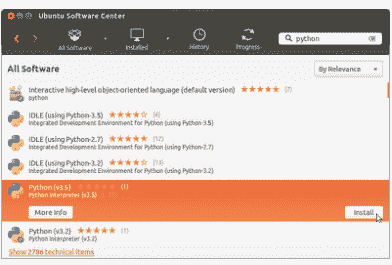 Ubuntu Software Center
All Software
Installed
History
Progress
python
All Software
By Relevance
Interactive high-level object-oriented language (default version) (7)
python
IDLE (using Python-3.5) (4)
Integrated Development Environment for Python (using Python-3.5)
IDLE (using Python-2.7) (12)
Integrated Development Environment for Python (using Python-2.7)
IDLE (using Python-3.2) (13)
Integrated Development Environment for Python (using Python-3.2)
Python (v3.5) (1)
Python Interpreter (v3.5)
More Info
Install
Python (v3.2) (1)
Python Interpreter (v3.2)
Show 2786 technical items